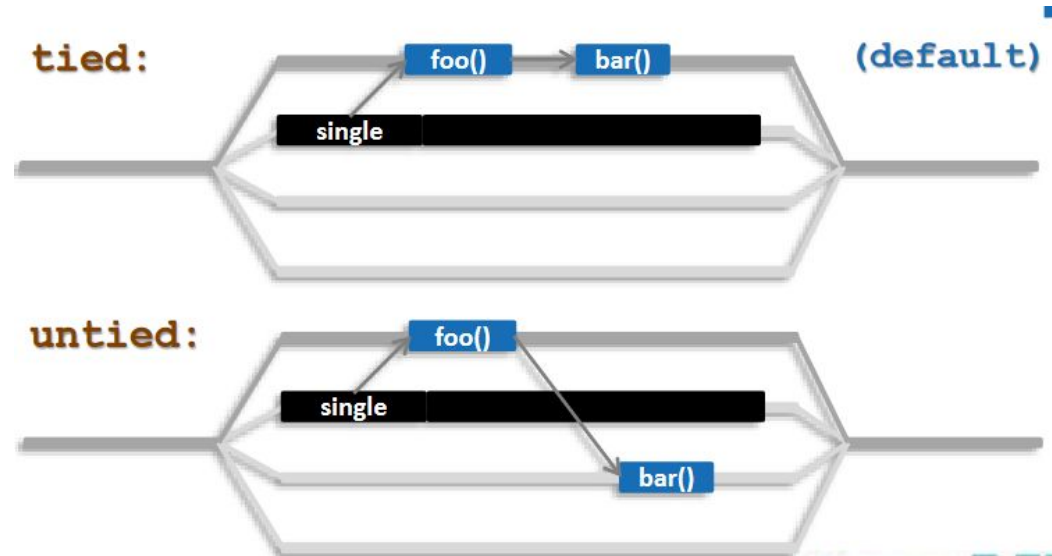 tied:
foo()
bar()
(default)
single
untied:
foo()
single
bar()